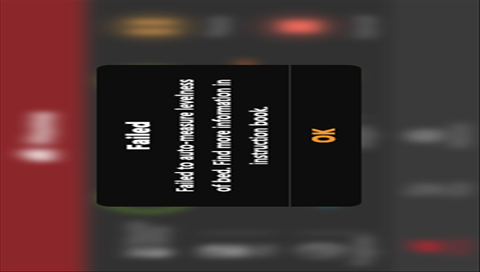 Failed
Failed to auto-measure levelness
of bed. Find more information in
instruction book.
OK